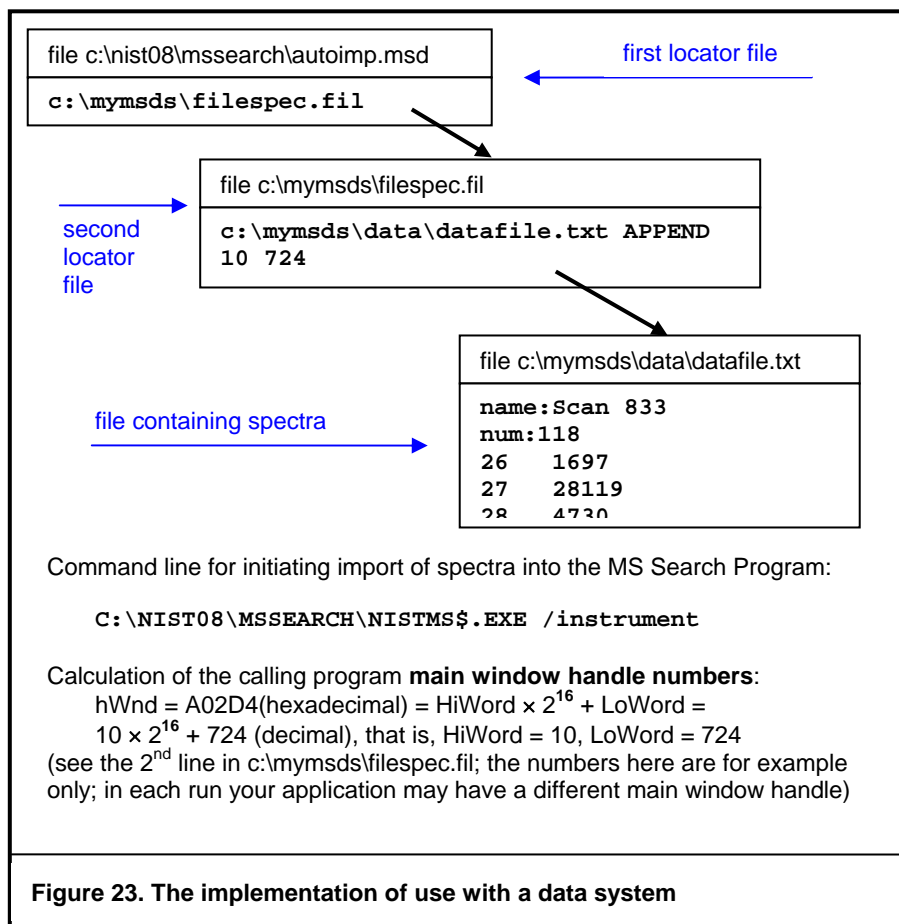 file c:\nist08\mssearch\autoimp.msd
first locator file
c:\mymsds\filespec.fil
file c:\mymsds\filespec.fil
second
locator
file
c:\mymsds\data\datafile.txt APPEND
10 724
file c:\mymsds\data\datafile.txt
file containing spectra
name:Scan 833
num:118
26 1697
27 28119
28 4730
Command line for initiating import of spectra into the MS Search Program:
C:\NIST08\MSSEARCH\NISTMS$.EXE /instrument
Calculation of the calling program main window handle numbers:
hWnd = A02D4(hexadecimal) = HiWord × 2^16 + LoWord =
10 × 2^16 + 724 (decimal), that is, HiWord = 10, LoWord = 724
(see the 2nd line in c:\mymsds\filespec.fil; the numbers here are for example
only; in each run your application may have a different main window handle)
Figure 23. The implementation of use with a data system